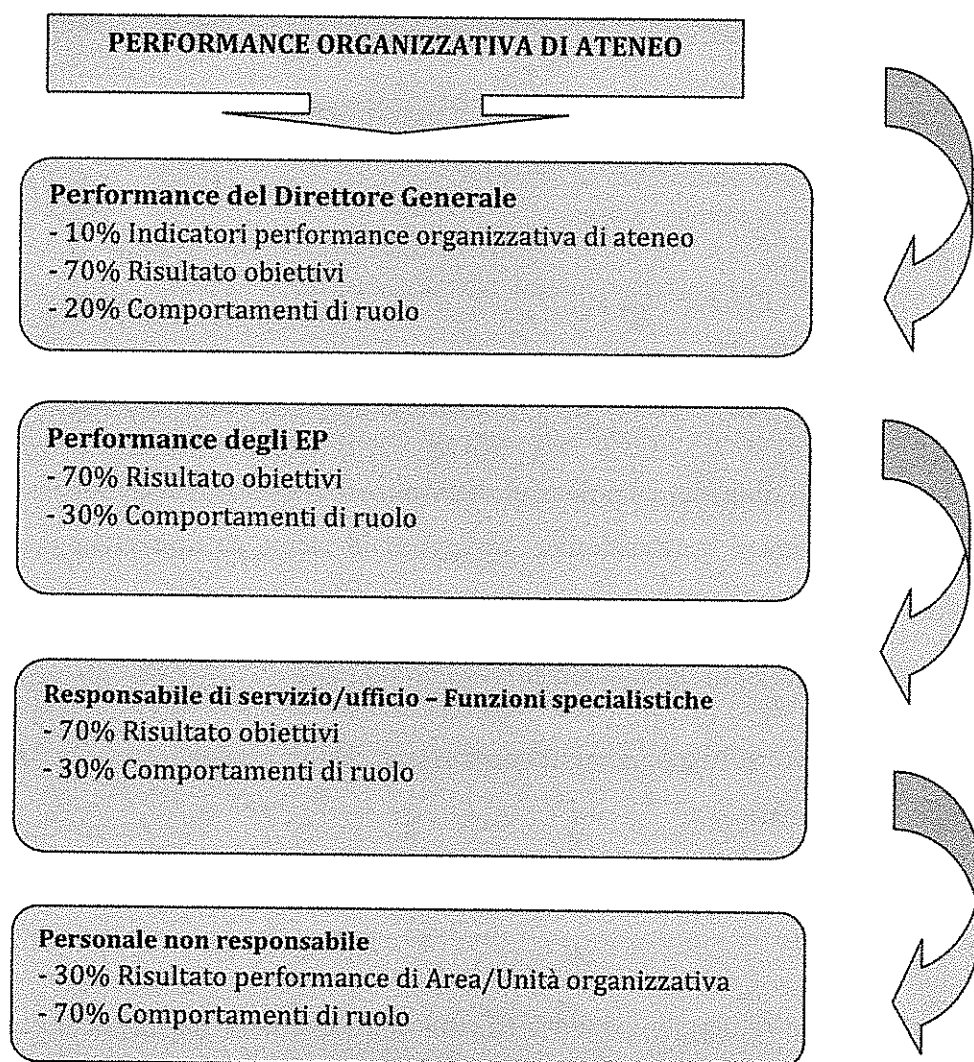 PERFORMANCE ORGANIZZATIVA DI ATENEO
Performance del Direttore Generale
- 10% Indicatori performance organizzativa di ateneo
- 70% Risultato obiettivi
- 20% Comportamenti di ruolo
Performance degli EP
- 70% Risultato obiettivi
- 30% Comportamenti di ruolo
Responsabile di servizio/ufficio – Funzioni specialistiche
- 70% Risultato obiettivi
- 30% Comportamenti di ruolo
Personale non responsabile
- 30% Risultato performance di Area/Unità organizzativa
- 70% Comportamenti di ruolo